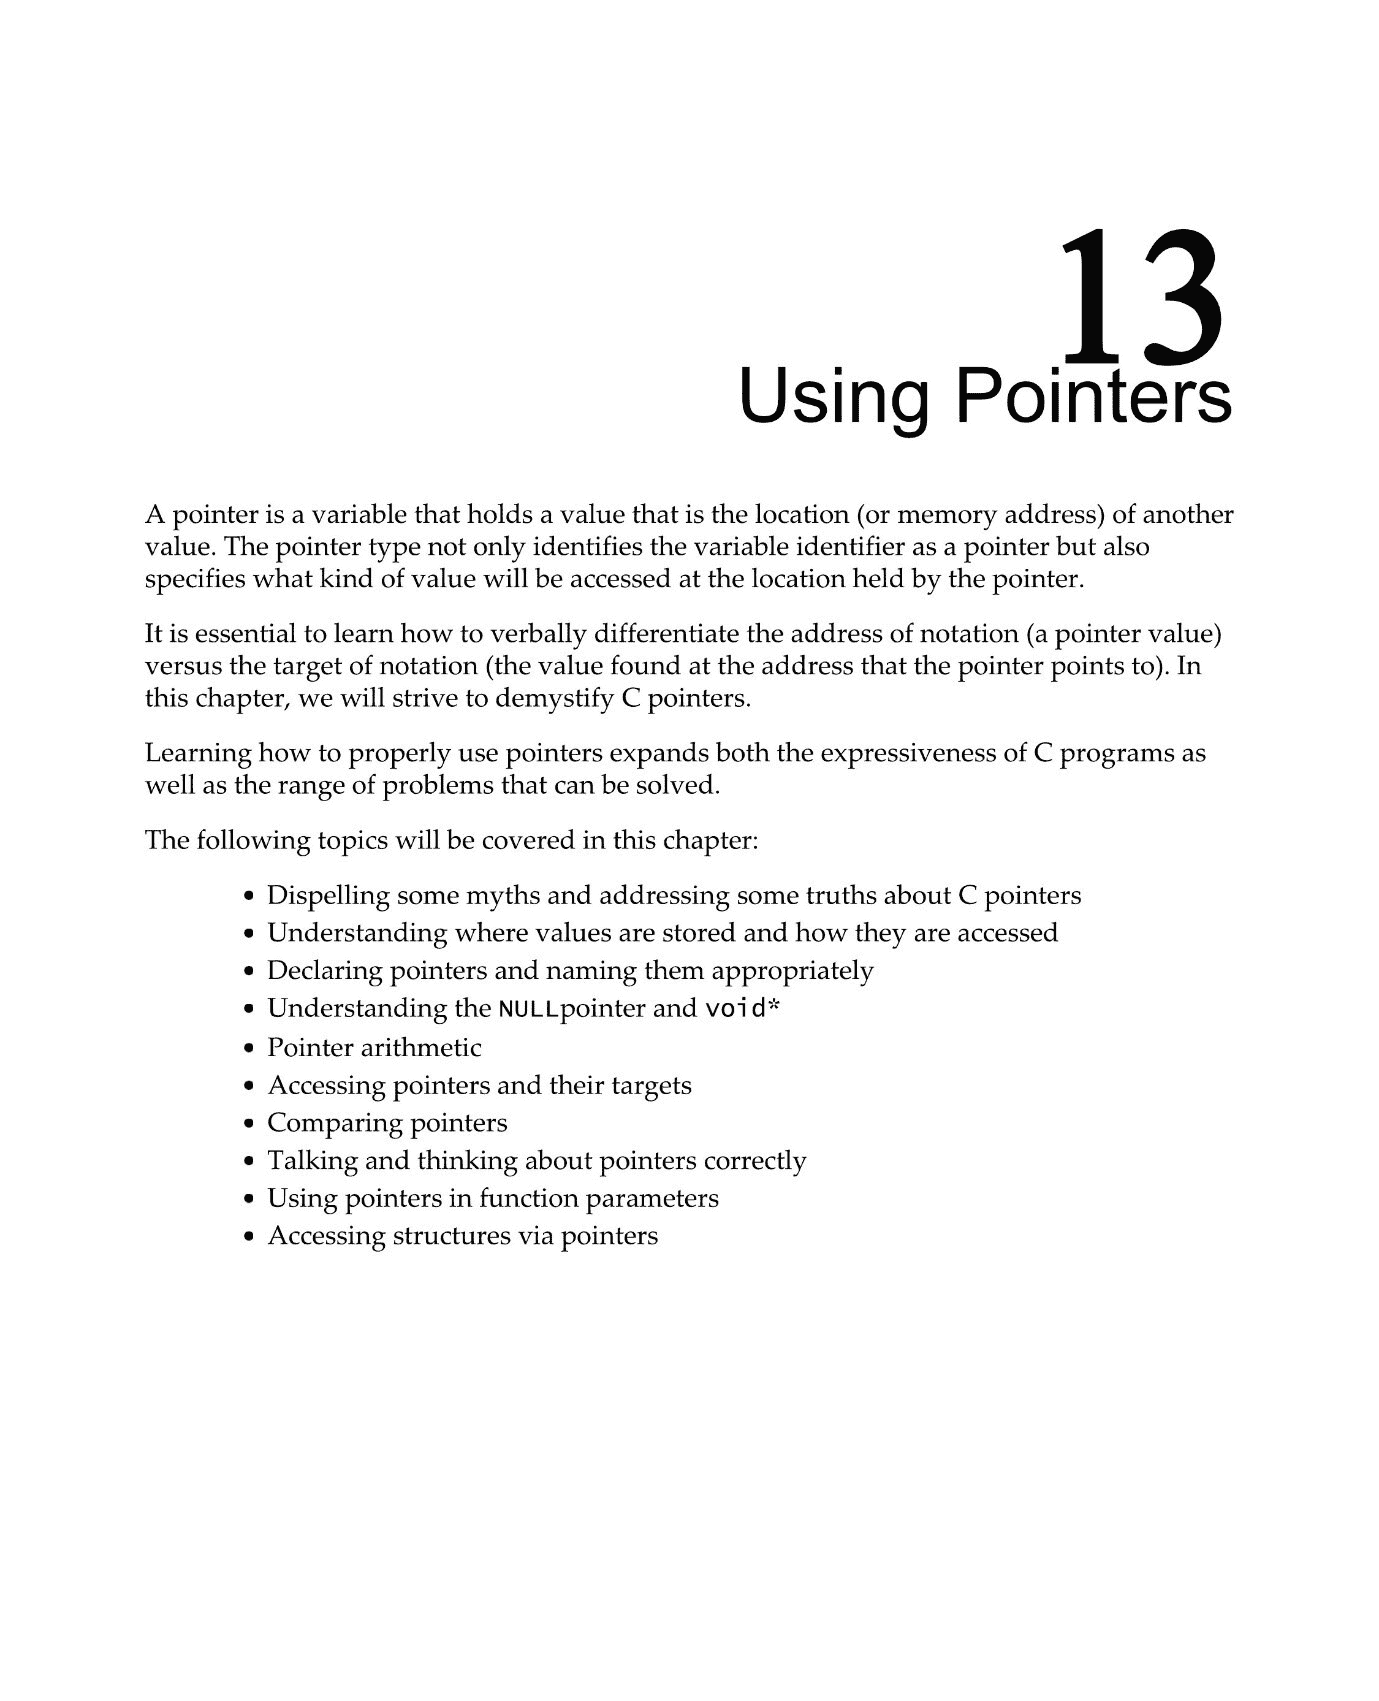 13
Using Pointers
A pointer is a variable that holds a value that is the location (or memory address) of another
value. The pointer type not only identifies the variable identifier as a pointer but also
specifies what kind of value will be accessed at the location held by the pointer.
It is essential to learn how to verbally differentiate the address of notation (a pointer value)
versus the target of notation (the value found at the address that the pointer points to). In
this chapter, we will strive to demystify C pointers.
Learning how to properly use pointers expands both the expressiveness of C programs as
well as the range of problems that can be solved.
The following topics will be covered in this chapter:
• Dispelling some myths and addressing some truths about C pointers
• Understanding where values are stored and how they are accessed
• Declaring pointers and naming them appropriately
• Understanding the NULLpointer and void*
• Pointer arithmetic
• Accessing pointers and their targets
• Comparing pointers
• Talking and thinking about pointers correctly
• Using pointers in function parameters
• Accessing structures via pointers